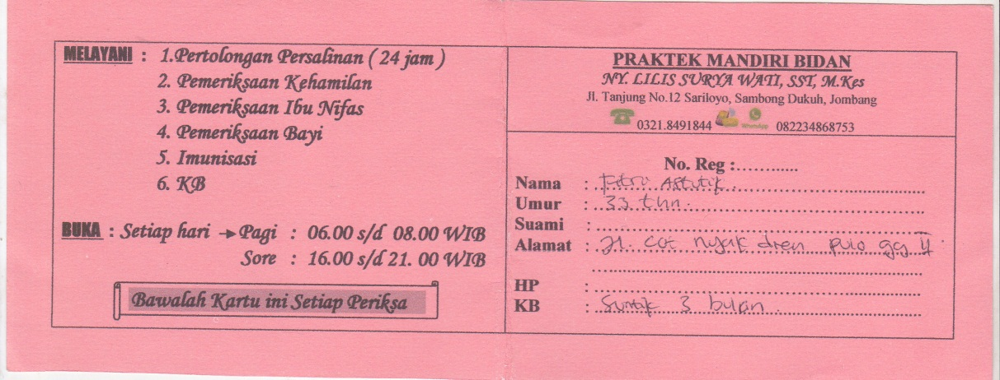 MELAYANI : 1.Pertolongan Persalinan ( 24 jam )
2. Pemeriksaan Kehamilan
3. Pemeriksaan Ibu Nifas
4. Pemeriksaan Bayi
5. Imunisasi
6. KB
BUKA : Setiap hari → Pagi : 06.00 s/d 08.00 WIB
Sore : 16.00 s/d 21. 00 WIB
Bawalah Kartu ini Setiap Periksa
PRAKTEK MANDIRI BIDAN
NY. LILIS SURYA WATI, SST, M.Kes
Jl. Tanjung No.12 Sariloyo, Sambong Dukuh, Jombang
0321.8491844 WhatsApp 082234868753
No. Reg :............
Nama : Fitri Astutik
Umur : 33 thn.
Suami :
Alamat : Jl. Cot nyak dien pulo gg
HP :
KB : Suntik 3 bulan